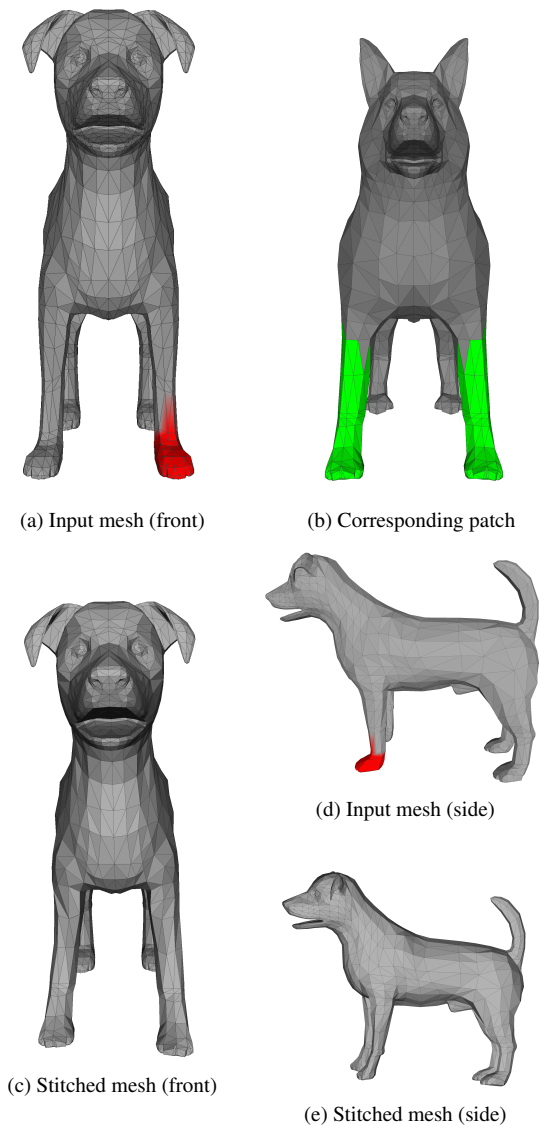 (a) Input mesh (front)
(b) Corresponding patch
(c) Stitched mesh (front)
(d) Input mesh (side)
(e) Stitched mesh (side)